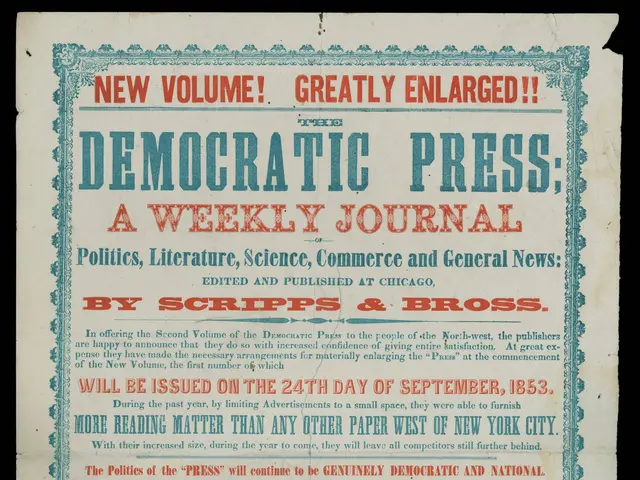 NEW VOLUME! GREATLY ENLARGED!!
THE
DEMOCRATIC PRESS;
A WEEKLY JOURNAL
OF
Politics, Literature, Science, Commerce and General News:
EDITED AND PUBLISHED AT CHICAGO,
BY SCRIPPS & BROSS.
In offering the Second Volume of the DEMOCRATIC PRESS to the people of the North-west, the publishers
are happy to announce that they do so with increased confidence of giving entire satisfaction. At great ex-
pense they have made the necessary arrangements for materially enlarging the "PRESS" at the commencement
of the New Volume, the first number of which
WILL BE ISSUED ON THE 24TH DAY OF SEPTEMBER, 1853.
During the past year, by limiting Advertisements to a small space, they were able to furnish
MORE READING MATTER THAN ANY OTHER PAPER WEST OF NEW YORK CITY.
With their increased size, during the year to come, they will leave all competitors still further behind.
The Politics of the "PRESS" will continue to be GENUINELY DEMOCRATIC AND NATIONAL.